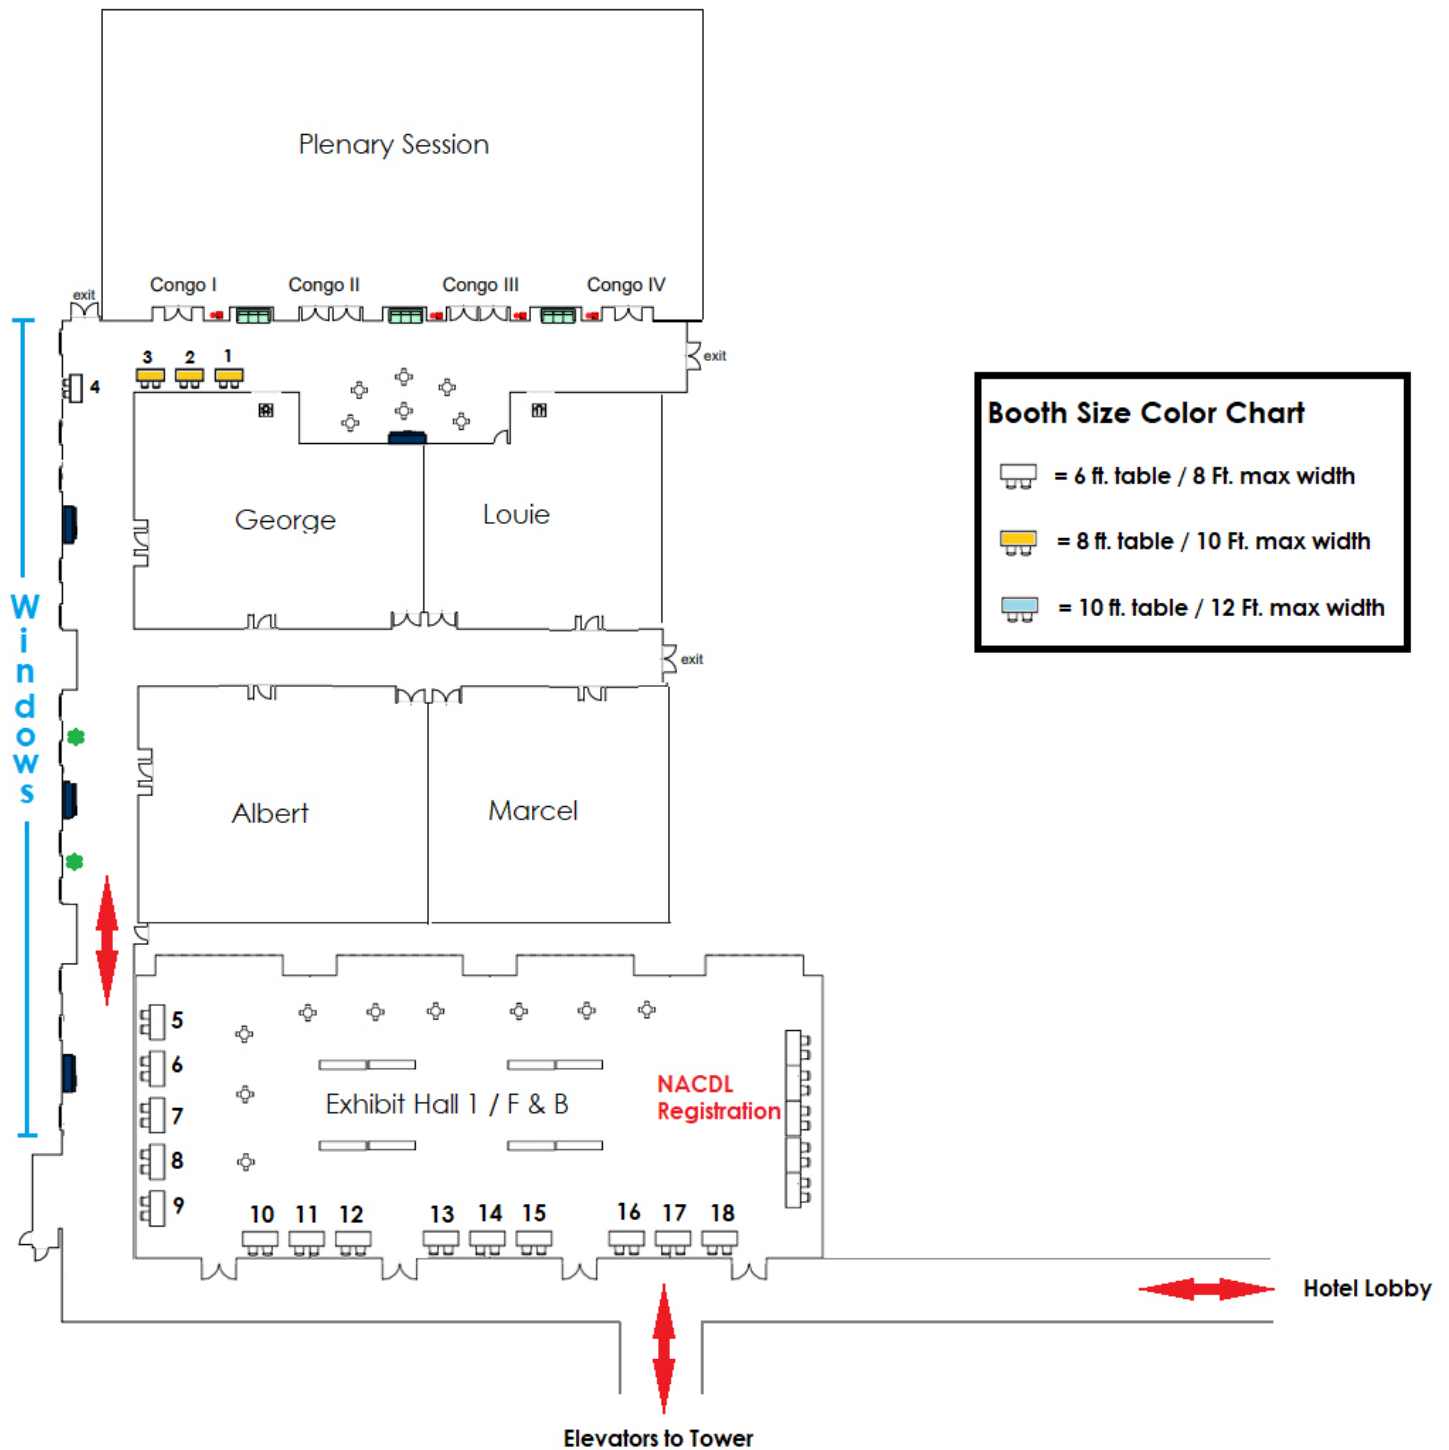 Plenary Session
Congo I
Congo II
Congo III
Congo IV
exit
exit
3
2
1
4
Booth Size Color Chart
= 6 ft. table / 8 Ft. max width
= 8 ft. table / 10 Ft. max width
= 10 ft. table / 12 Ft. max width
George
Louie
Windows
exit
Albert
Marcel
5
6
7
8
9
Exhibit Hall 1 / F & B
NACDL
Registration
10
11
12
13
14
15
16
17
18
Hotel Lobby
Elevators to Tower